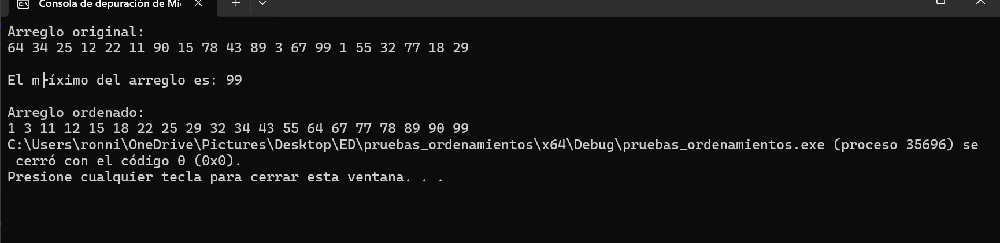 Consola de depuración de Mi
Arreglo original:
64 34 25 12 22 11 90 15 78 43 89 3 67 99 1 55 32 77 18 29
El m├íximo del arreglo es: 99
Arreglo ordenado:
1 3 11 12 15 18 22 25 29 32 34 43 55 64 67 77 78 89 90 99
C:\Users\ronni\OneDrive\Pictures\Desktop\ED\pruebas_ordenamientos\x64\Debug\pruebas_ordenamientos.exe (proceso 35696) se
cerró con el código 0 (0x0).
Presione cualquier tecla para cerrar esta ventana. . .